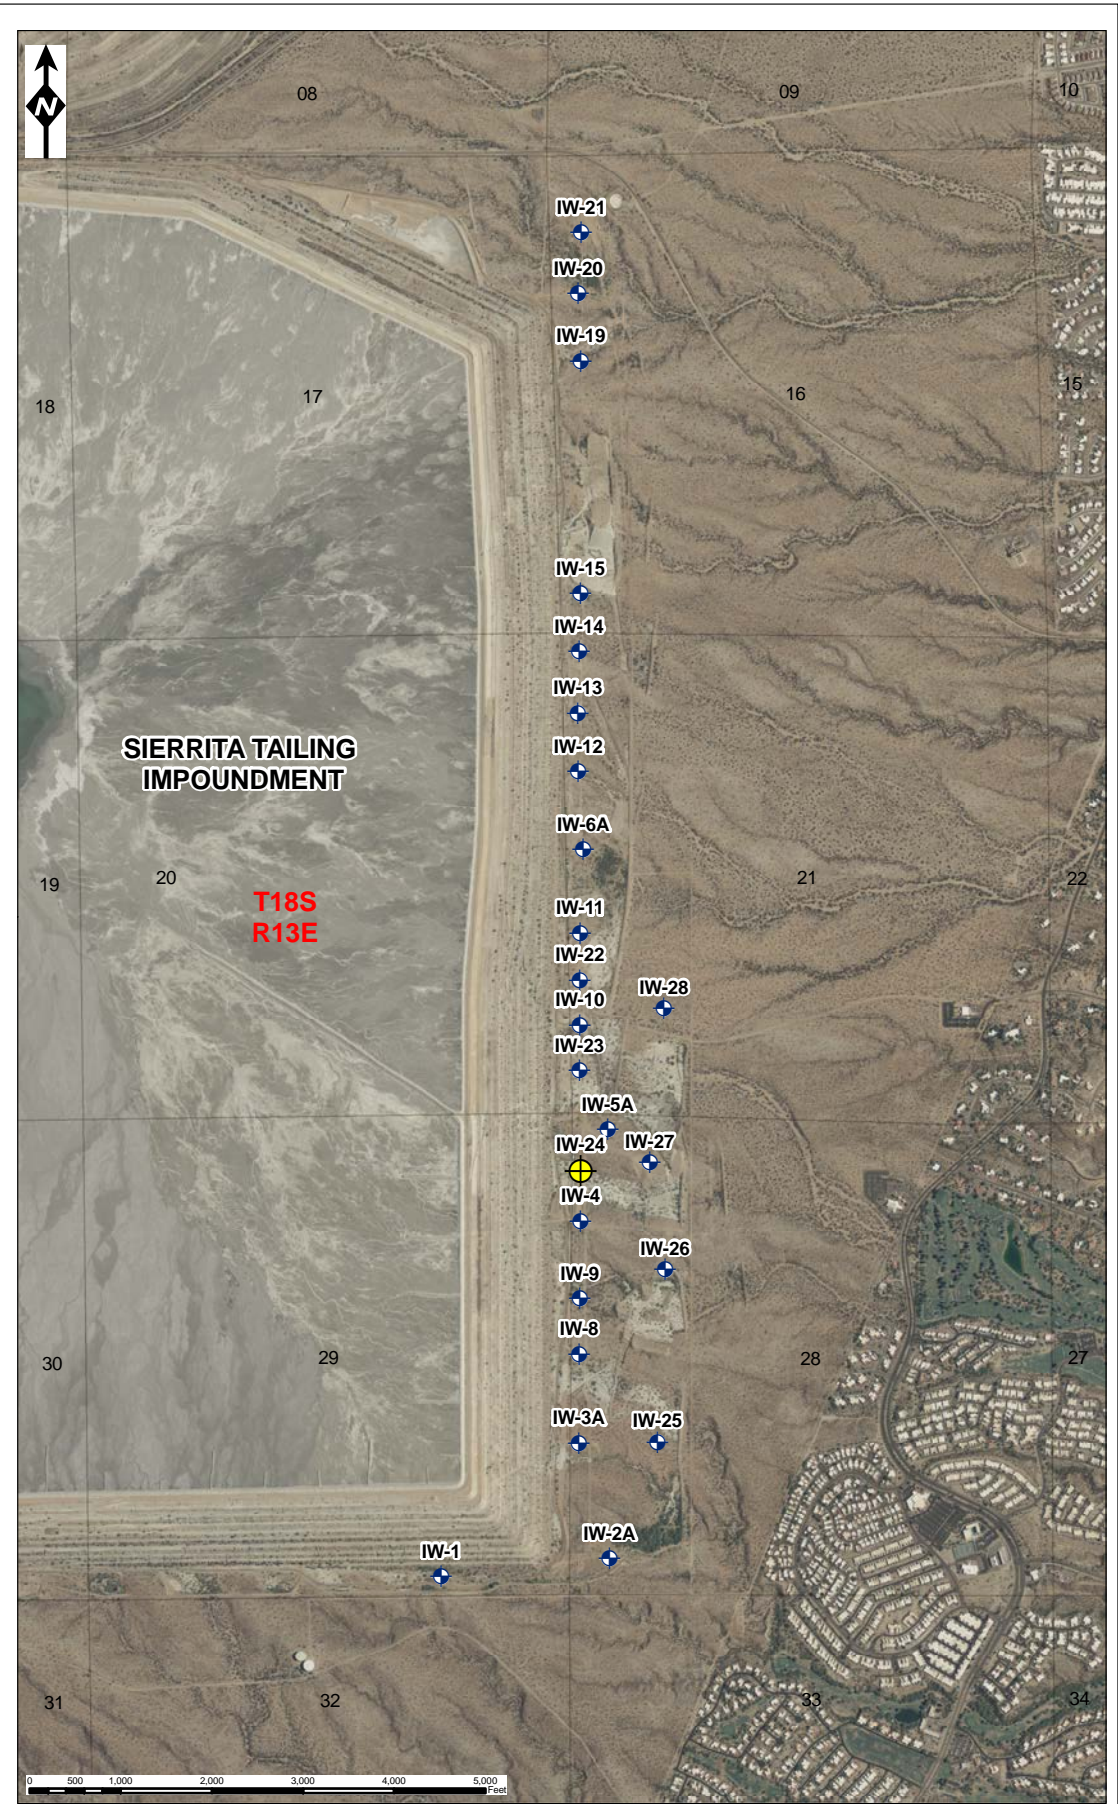 N
08
09
10
IW-21
IW-20
IW-19
18
17
16
15
IW-15
IW-14
IW-13
SIERRITA TAILING
IMPOUNDMENT
IW-12
IW-6A
19
20
21
22
T18S
R13E
IW-11
IW-22
IW-28
IW-10
IW-23
IW-5A
IW-24
IW-27
IW-4
IW-26
IW-9
IW-8
30
29
28
27
IW-3A
IW-25
IW-2A
IW-1
31
32
33
34
0 500 1,000 2,000 3,000 4,000 5,000
Feet